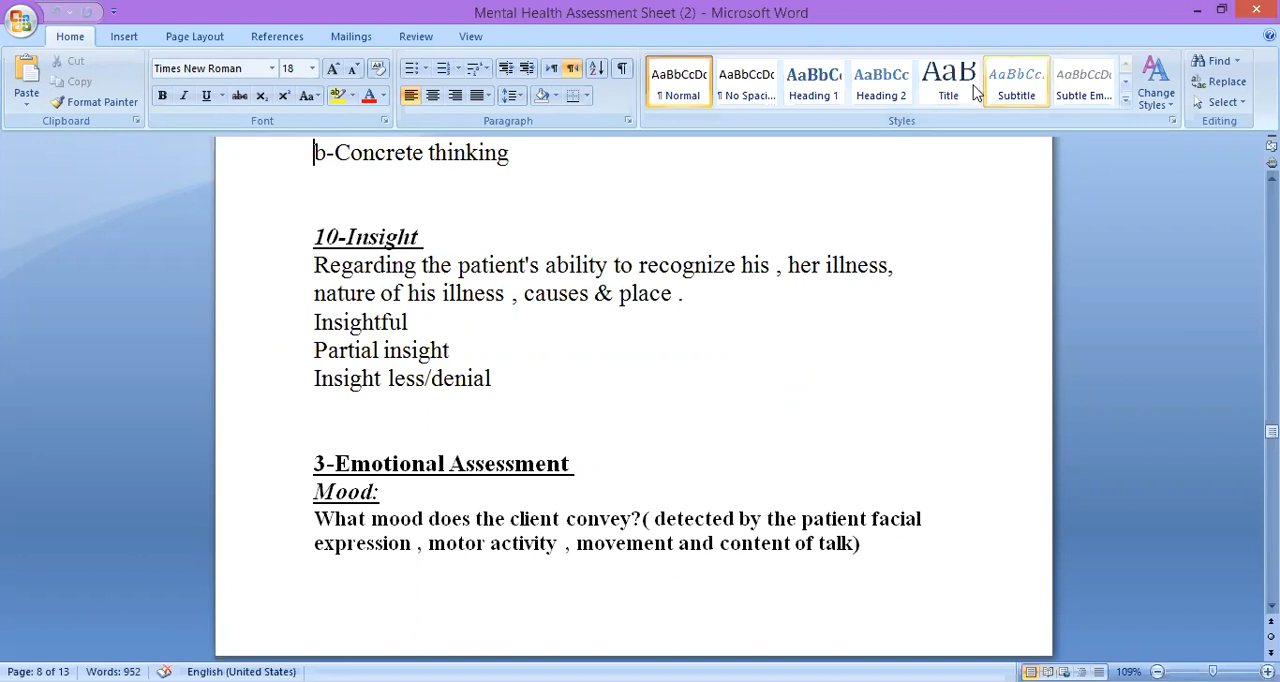 Mental Health Assessment Sheet (2) - Microsoft Word
Home Insert Page Layout References Mailings Review View
Paste
Cut
Copy
Format Painter
Clipboard
Times New Roman 18
Font
Paragraph
AaBbCcDc AaBbCcDc AaBbC( AaBbCc AaB AaBbCc. AaBbCcDc
¶ Normal ¶ No Spaci... Heading 1 Heading 2 Title Subtitle Subtle Em...
Change Styles
Styles
Find
Replace
Select
Editing
b-Concrete thinking
10-Insight
Regarding the patient's ability to recognize his , her illness,
nature of his illness , causes & place .
Insightful
Partial insight
Insight less/denial
3-Emotional Assessment
Mood:
What mood does the client convey?( detected by the patient facial
expression , motor activity , movement and content of talk)
Page: 8 of 13 Words: 952 English (United States) 109%